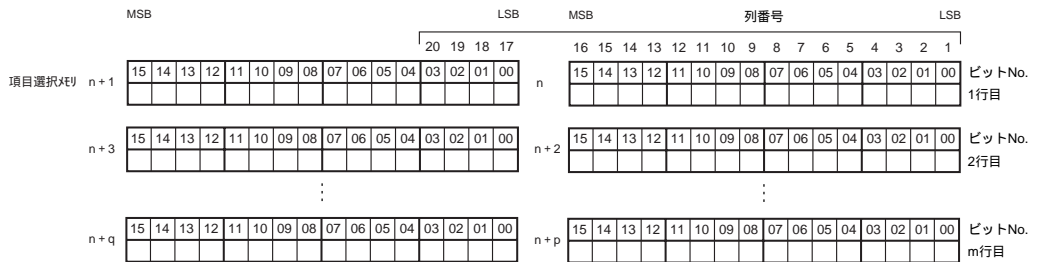 MSB LSB MSB 列番号 LSB
20 19 18 17 16 15 14 13 12 11 10 9 8 7 6 5 4 3 2 1
項目選択ﾒﾓﾘ n + 1 15 14 13 12 11 10 09 08 07 06 05 04 03 02 01 00 n 15 14 13 12 11 10 09 08 07 06 05 04 03 02 01 00 ビットNo.
1行目
n + 3 15 14 13 12 11 10 09 08 07 06 05 04 03 02 01 00 n + 2 15 14 13 12 11 10 09 08 07 06 05 04 03 02 01 00 ビットNo.
2行目
n + q 15 14 13 12 11 10 09 08 07 06 05 04 03 02 01 00 n + p 15 14 13 12 11 10 09 08 07 06 05 04 03 02 01 00 ビットNo.
m行目